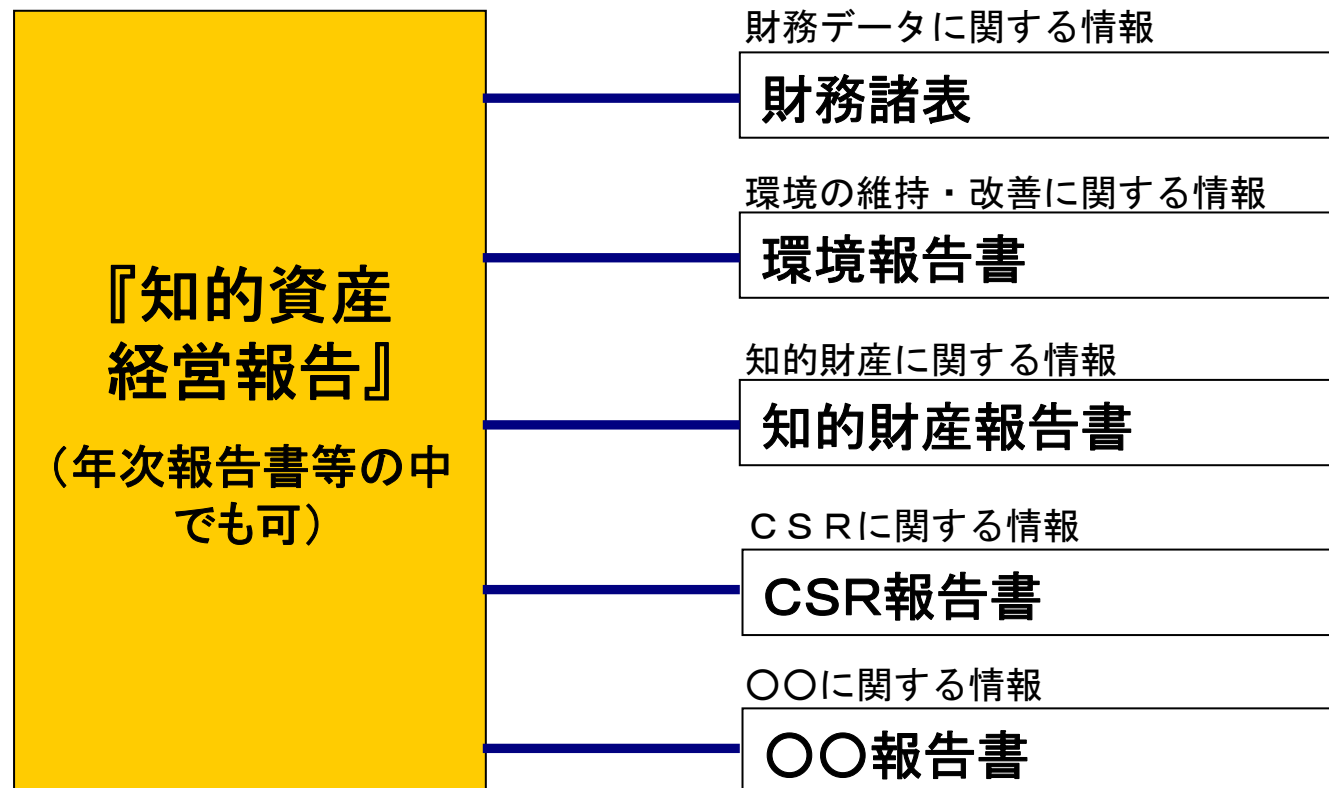 『知的資産
経営報告』
（年次報告書等の中
でも可）
財務データに関する情報
財務諸表
環境の維持・改善に関する情報
環境報告書
知的財産に関する情報
知的財産報告書
ＣＳＲに関する情報
CSR報告書
〇〇に関する情報
〇〇報告書